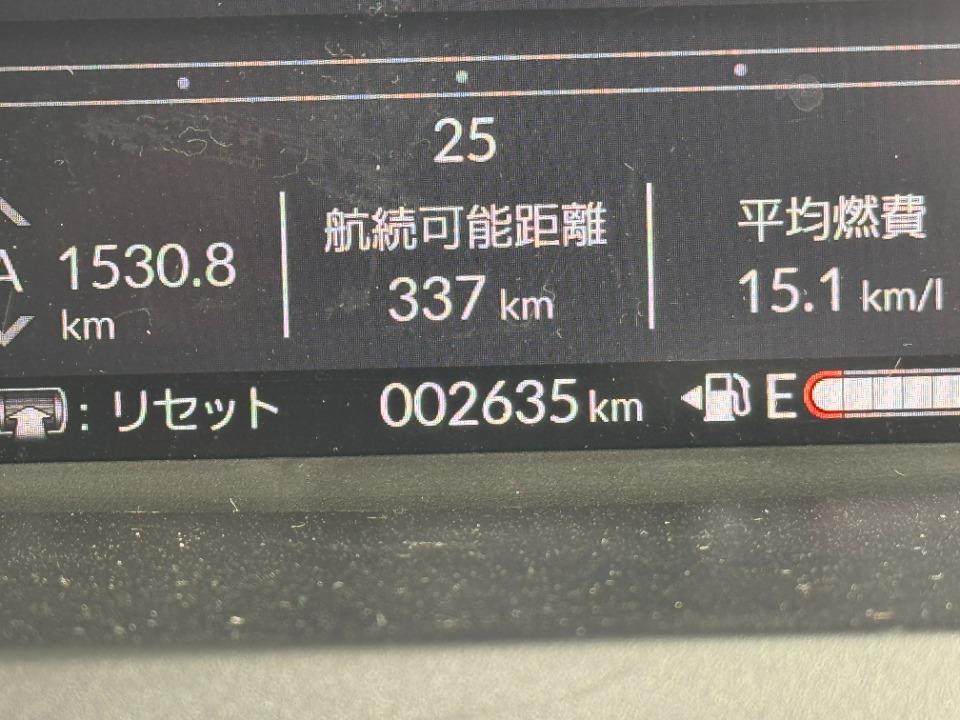 25
A 1530.8 km
航続可能距離
337 km
平均燃費
15.1 km/l
: リセット
002635 km
E